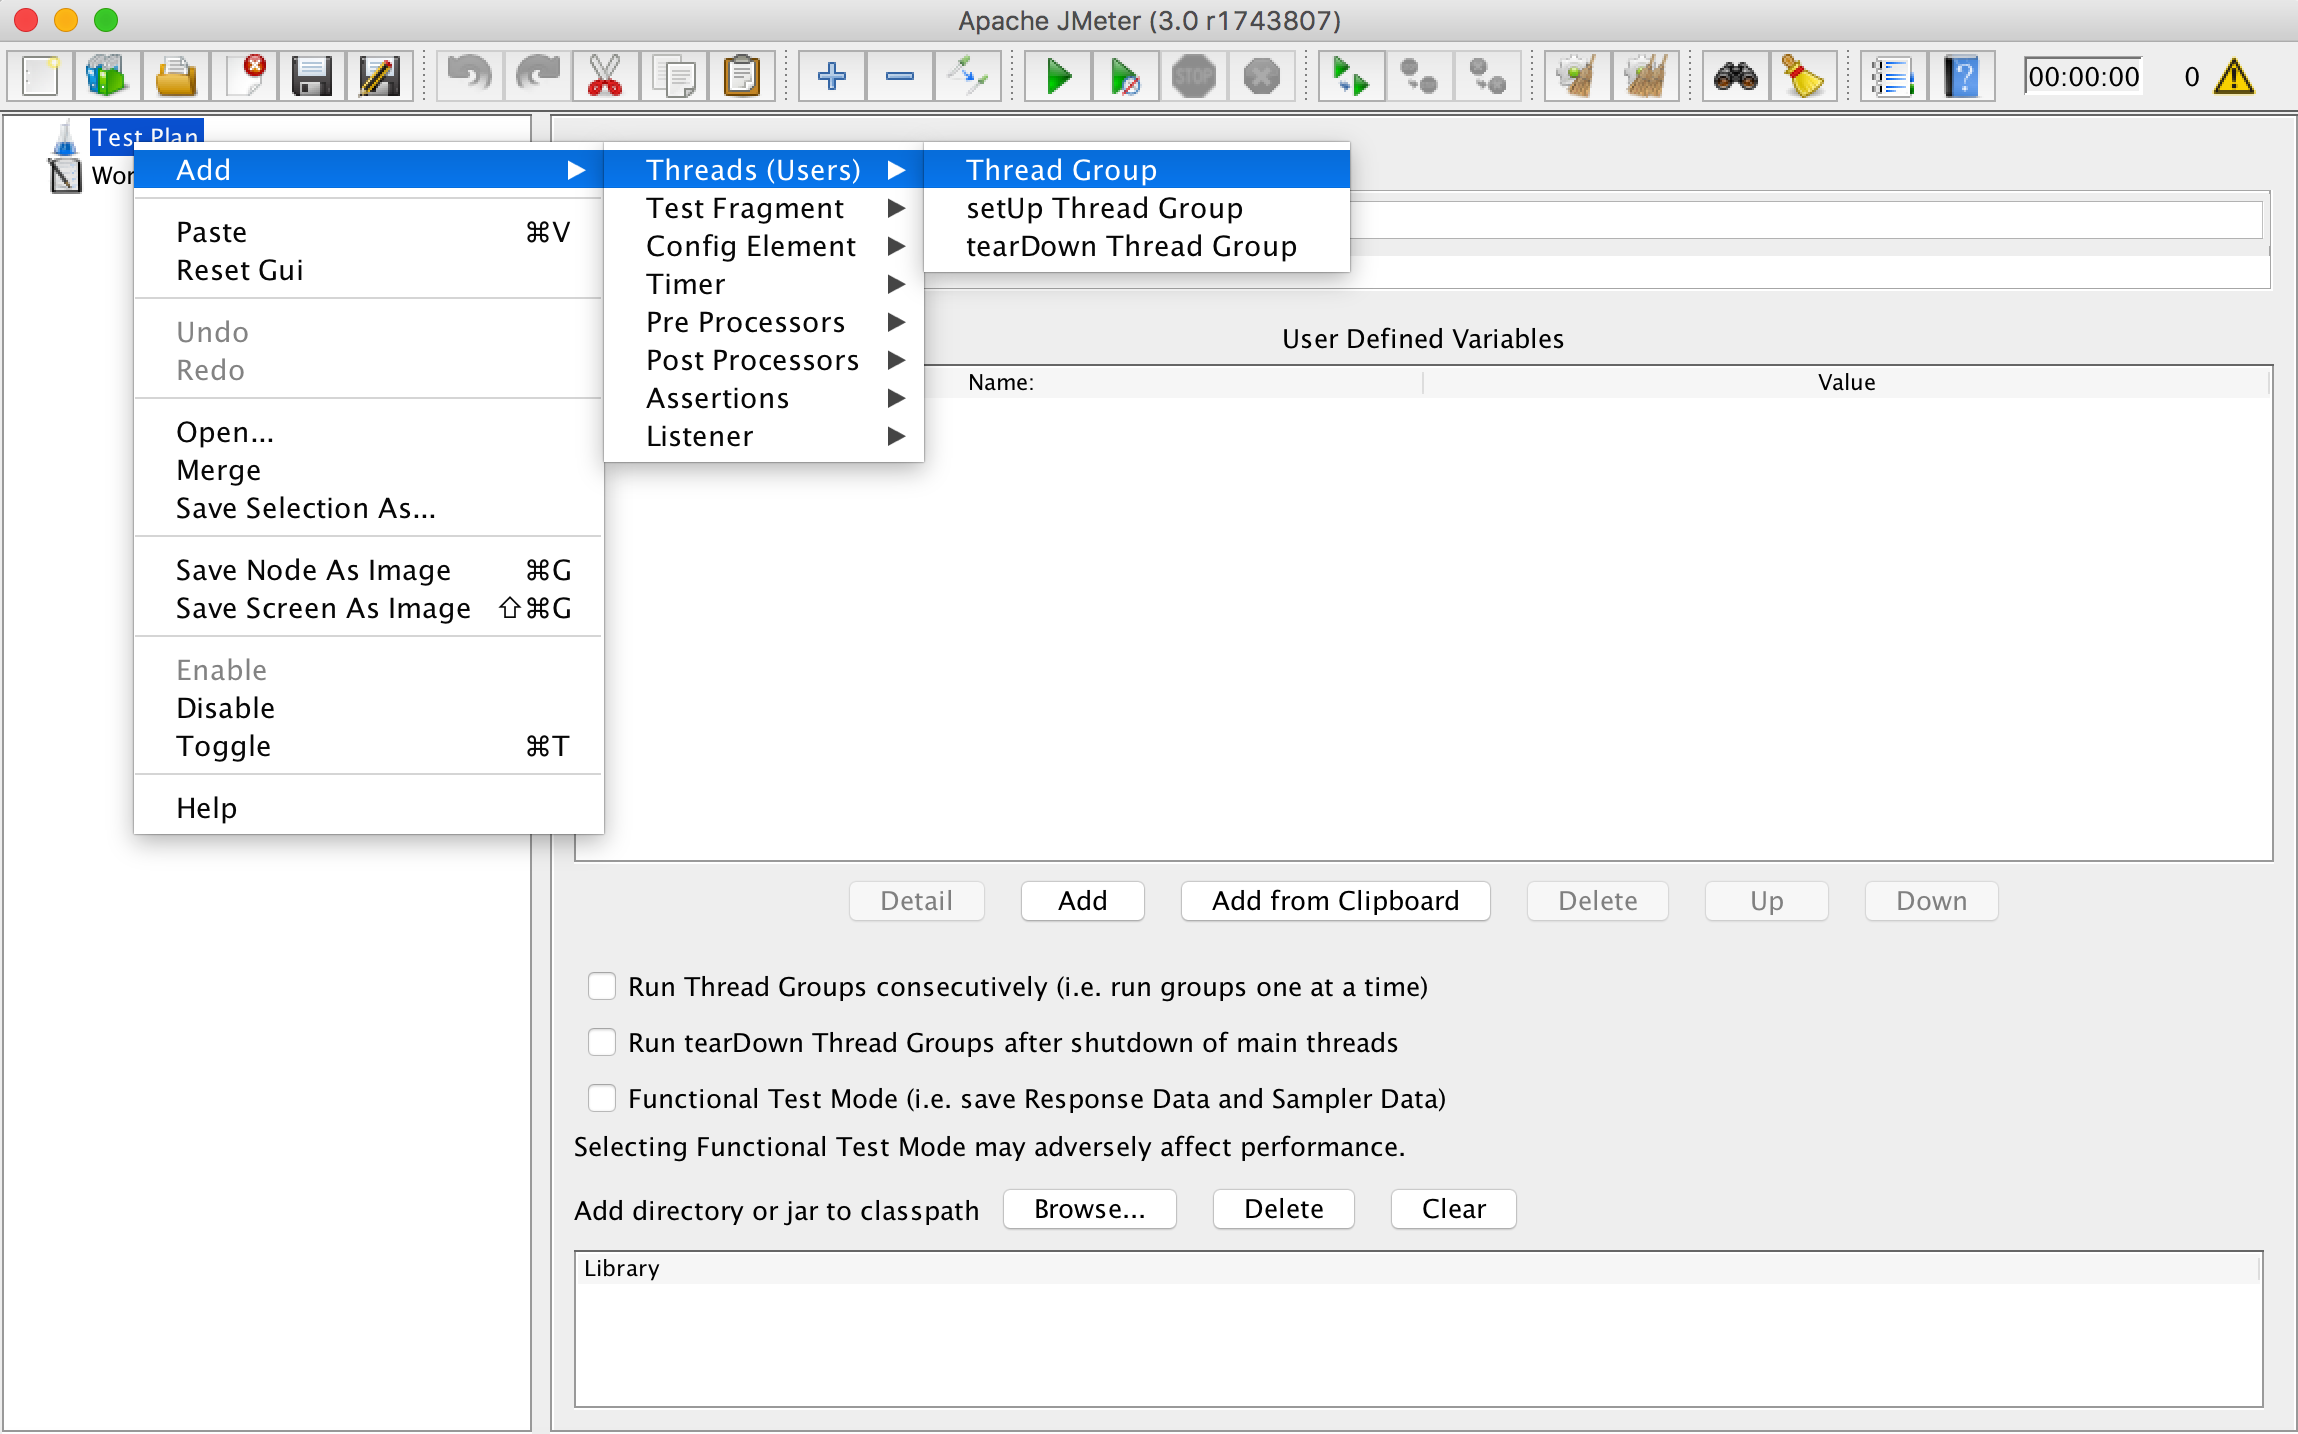 Apache JMeter (3.0 r1743807)
STOP
00:00:00 0
Test Plan
Add
Paste ⌘V
Reset Gui
Undo
Redo
Open...
Merge
Save Selection As...
Save Node As Image ⌘G
Save Screen As Image ⇧⌘G
Enable
Disable
Toggle ⌘T
Help
Threads (Users)
Test Fragment
Config Element
Timer
Pre Processors
Post Processors
Assertions
Listener
Thread Group
setUp Thread Group
tearDown Thread Group
User Defined Variables
Name: Value
Detail Add Add from Clipboard Delete Up Down
Run Thread Groups consecutively (i.e. run groups one at a time)
Run tearDown Thread Groups after shutdown of main threads
Functional Test Mode (i.e. save Response Data and Sampler Data)
Selecting Functional Test Mode may adversely affect performance.
Add directory or jar to classpath Browse... Delete Clear
Library